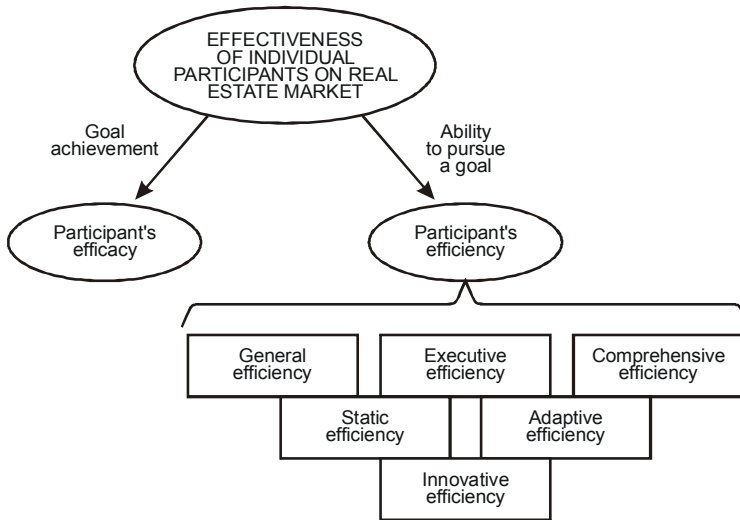 EFFECTIVENESS
OF INDIVIDUAL
PARTICIPANTS ON REAL
ESTATE MARKET
Goal
achievement
Ability
to pursue
a goal
Participant's
efficacy
Participant's
efficiency
General
efficiency
Executive
efficiency
Comprehensive
efficiency
Static
efficiency
Adaptive
efficiency
Innovative
efficiency